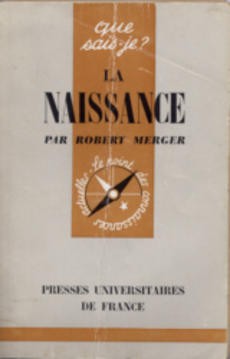 que
sais-je?
LA
NAISSANCE
PAR ROBERT MERGER
Le point des connaissances actuelles
PRESSES UNIVERSITAIRES
DE FRANCE